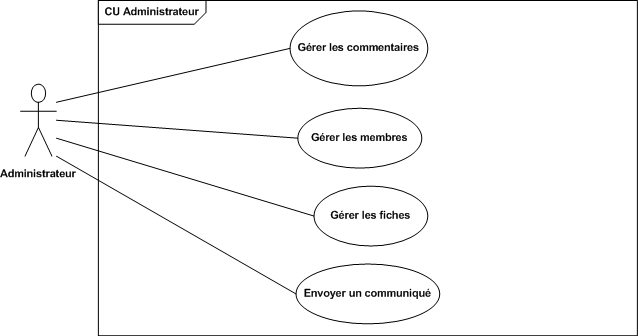 CU Administrateur
Gérer les commentaires
Gérer les membres
Administrateur
Gérer les fiches
Envoyer un communiqué